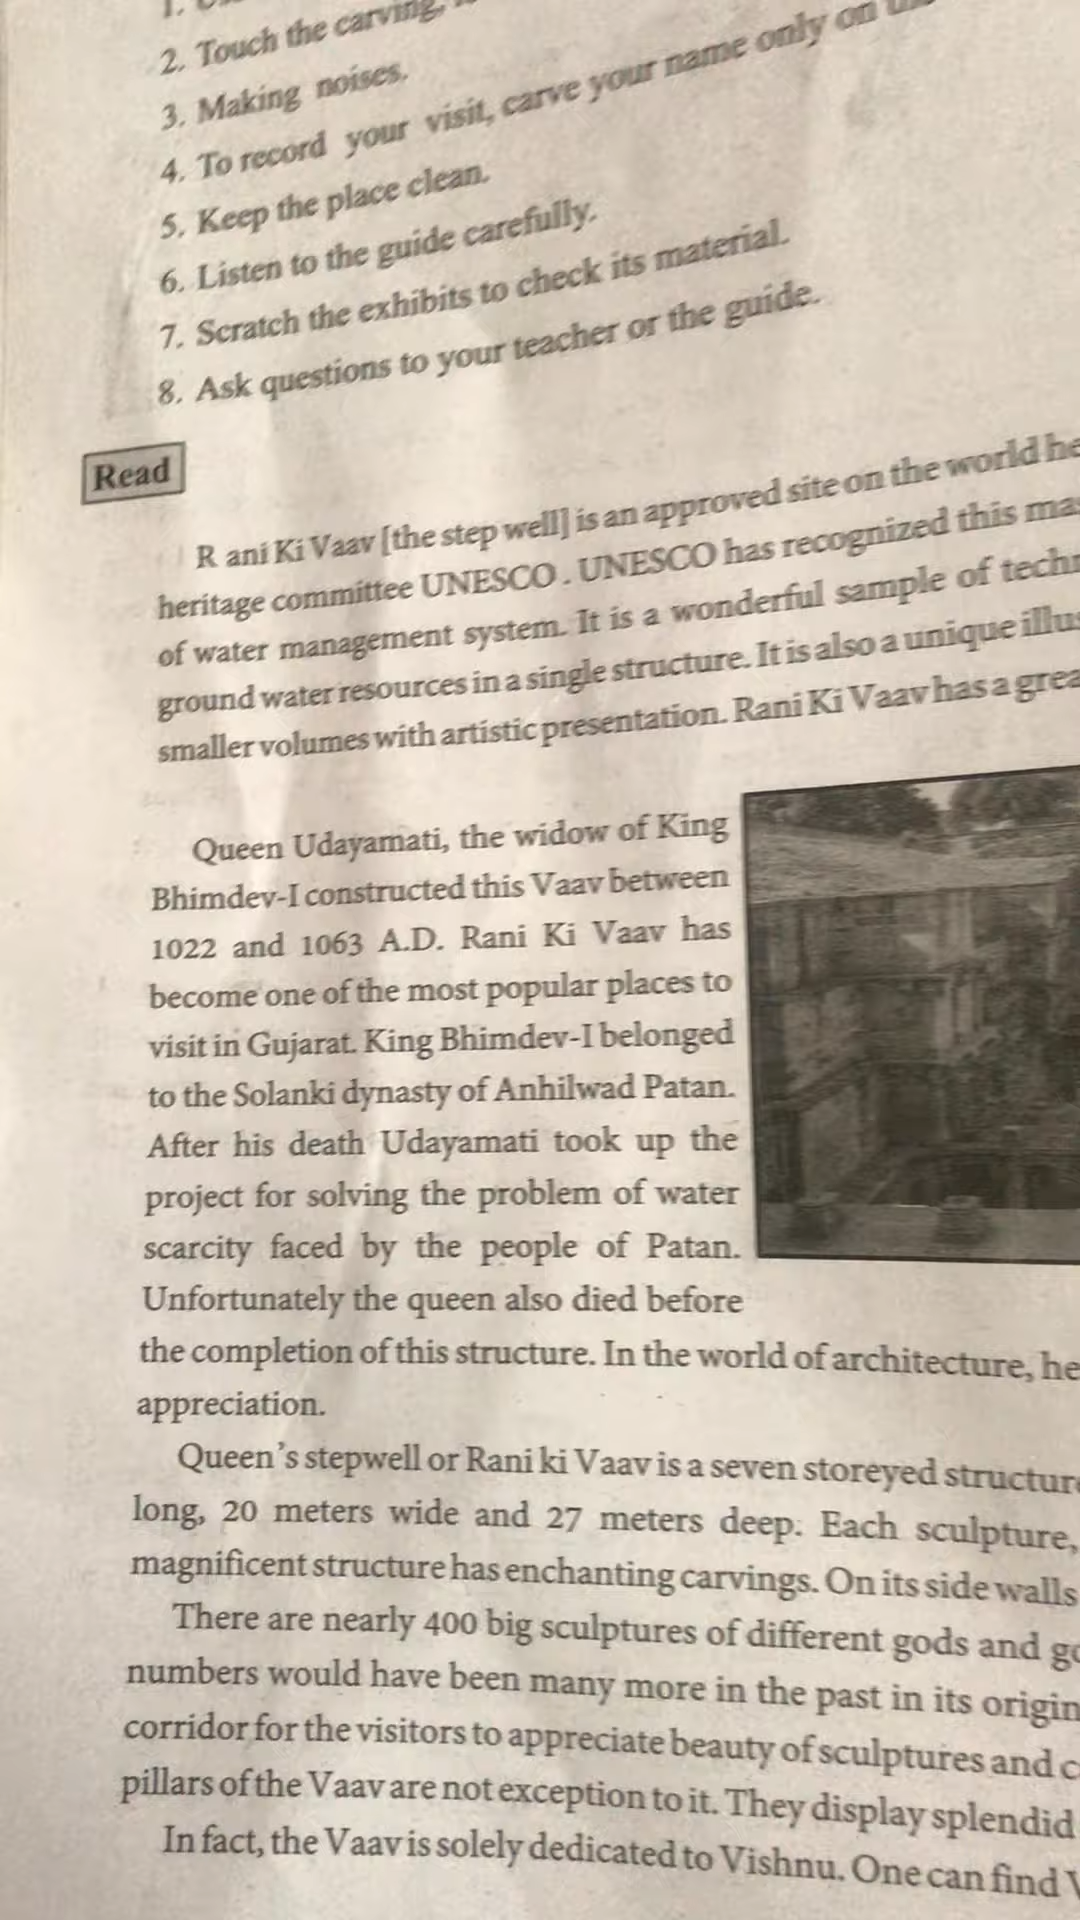 1.
2. Touch the carving,
3. Making noises.
4. To record your visit, carve your name only on
5. Keep the place clean.
6. Listen to the guide carefully.
7. Scratch the exhibits to check its material.
8. Ask questions to your teacher or the guide.
Read
R ani Ki Vaav [the step well] is an approved site on the world
heritage committee UNESCO . UNESCO has recognized this
of water management system. It is a wonderful sample of
ground water resources in a single structure. It is also a unique
smaller volumes with artistic presentation. Rani Ki Vaav has a
Queen Udayamati, the widow of King
Bhimdev-I constructed this Vaav between
1022 and 1063 A.D. Rani Ki Vaav has
become one of the most popular places to
visit in Gujarat. King Bhimdev-I belonged
to the Solanki dynasty of Anhilwad Patan.
After his death Udayamati took up the
project for solving the problem of water
scarcity faced by the people of Patan.
Unfortunately the queen also died before
the completion of this structure. In the world of architecture,
appreciation.
Queen's stepwell or Rani ki Vaav is a seven storeyed
long, 20 meters wide and 27 meters deep. Each sculpture,
magnificent structure has enchanting carvings. On its side walls
There are nearly 400 big sculptures of different gods and
numbers would have been many more in the past in its
corridor for the visitors to appreciate beauty of sculptures and
pillars of the Vaav are not exception to it. They display splendid
In fact, the Vaav is solely dedicated to Vishnu. One can find